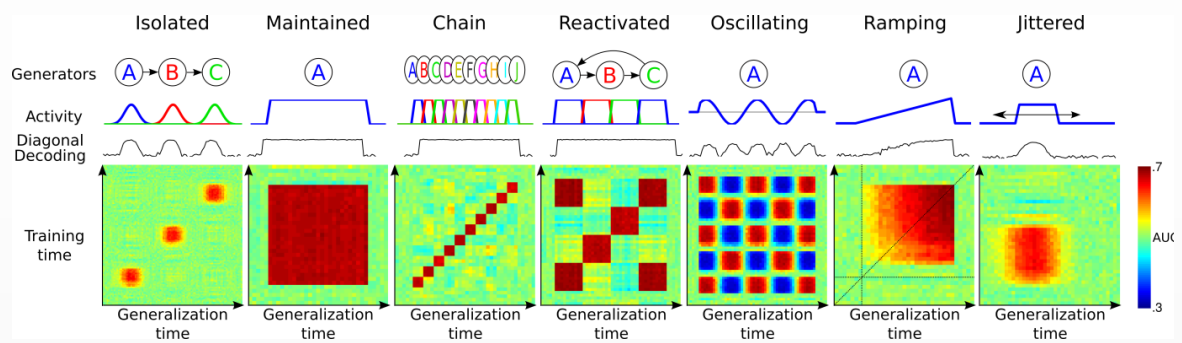 Isolated
Maintained
Chain
Reactivated
Oscillating
Ramping
Jittered
Generators
A B C
A
A B C D E F G H I J
A B C
A
A
A
Activity
Diagonal
Decoding
Training
time
.7
AUC
.3
Generalization
time
Generalization
time
Generalization
time
Generalization
time
Generalization
time
Generalization
time
Generalization
time